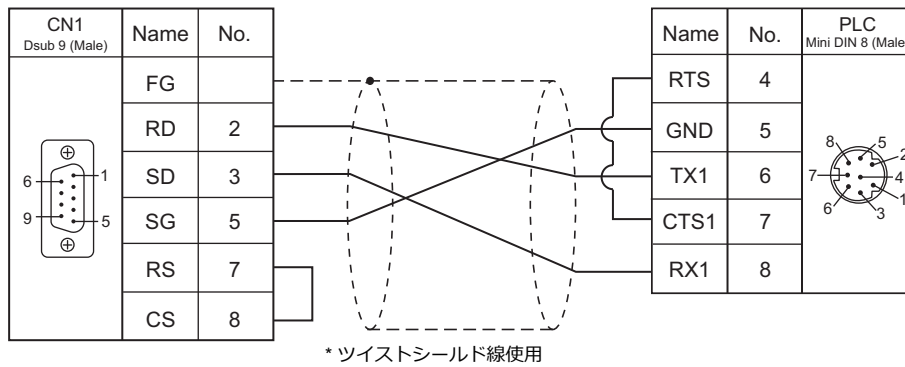 CN1
Dsub 9 (Male)
Name
No.
FG
RD
2
SD
3
SG
5
RS
7
CS
8
6
1
9
5
Name
No.
PLC
Mini DIN 8 (Male
RTS
4
GND
5
TX1
6
CTS1
7
RX1
8
8
5
2
7
4
1
6
3
* ツイストシールド線使用